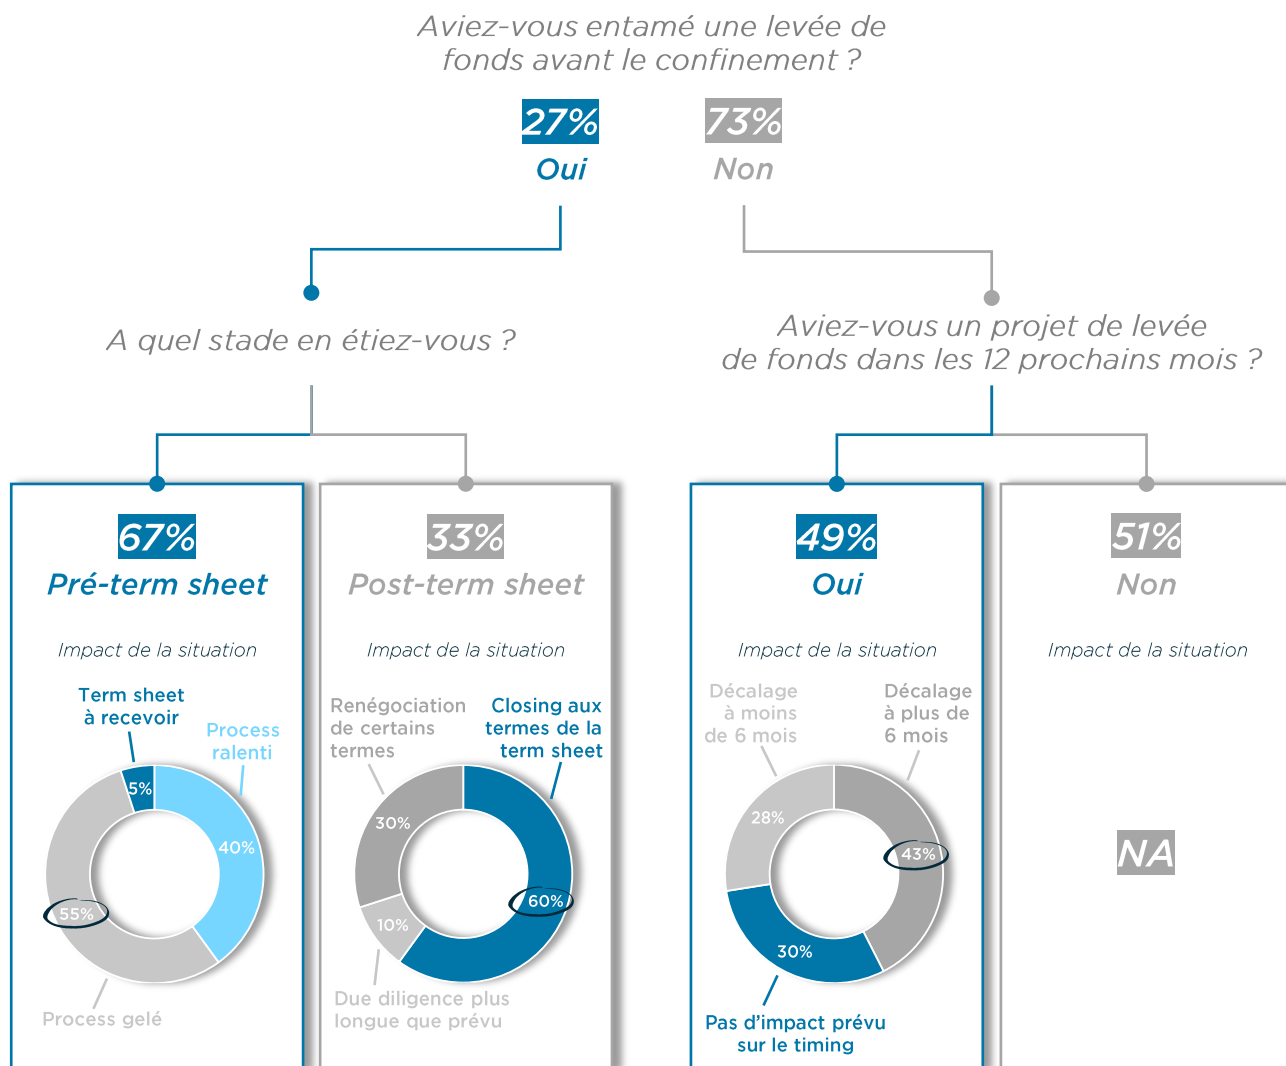 Aviez-vous entamé une levée de
fonds avant le confinement ?
27%
Oui
73%
Non
A quel stade en étiez-vous ?
Aviez-vous un projet de levée
de fonds dans les 12 prochains mois ?
67%
Pré-term sheet
Impact de la situation
Term sheet
à recevoir
Process
ralenti
5%
40%
55%
Process gelé
33%
Post-term sheet
Impact de la situation
Renégociation
de certains
termes
Closing aux
termes de la
term sheet
30%
60%
10%
Due diligence plus
longue que prévu
49%
Oui
Impact de la situation
Décalage
à moins
de 6 mois
Décalage
à plus de
6 mois
28%
43%
30%
Pas d'impact prévu
sur le timing
51%
Non
Impact de la situation
NA